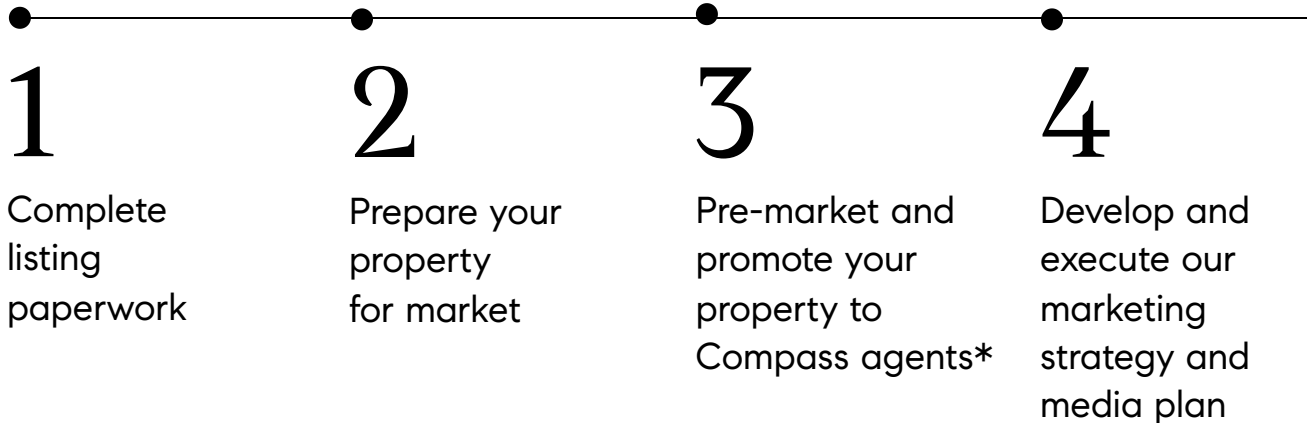 1
Complete
listing
paperwork
2
Prepare your
property
for market
3
Pre-market and
promote your
property to
Compass agents*
4
Develop and
execute our
marketing
strategy and
media plan